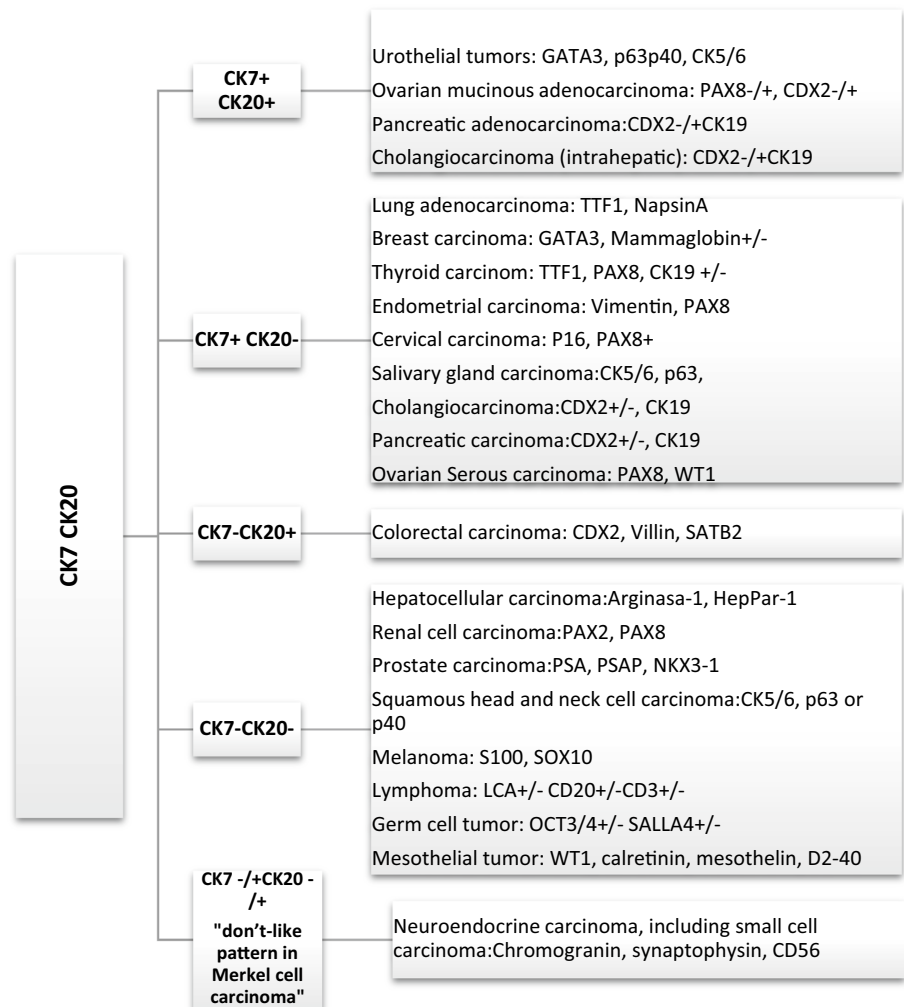 CK7 CK20
CK7+
CK20+
Urothelial tumors: GATA3, p63p40, CK5/6
Ovarian mucinous adenocarcinoma: PAX8-/+, CDX2-/+
Pancreatic adenocarcinoma:CDX2-/+CK19
Cholangiocarcinoma (intrahepatic): CDX2-/+CK19
CK7+ CK20-
Lung adenocarcinoma: TTF1, NapsinA
Breast carcinoma: GATA3, Mammaglobin+/-
Thyroid carcinom: TTF1, PAX8, CK19 +/-
Endometrial carcinoma: Vimentin, PAX8
Cervical carcinoma: P16, PAX8+
Salivary gland carcinoma:CK5/6, p63,
Cholangiocarcinoma:CDX2+/-, CK19
Pancreatic carcinoma:CDX2+/-, CK19
Ovarian Serous carcinoma: PAX8, WT1
CK7-CK20+
Colorectal carcinoma: CDX2, Villin, SATB2
CK7-CK20-
Hepatocellular carcinoma:Arginasa-1, HepPar-1
Renal cell carcinoma:PAX2, PAX8
Prostate carcinoma:PSA, PSAP, NKX3-1
Squamous head and neck cell carcinoma:CK5/6, p63 or
p40
Melanoma: S100, SOX10
Lymphoma: LCA+/- CD20+/-CD3+/-
Germ cell tumor: OCT3/4+/- SALLA4+/-
Mesothelial tumor: WT1, calretinin, mesothelin, D2-40
CK7 -/+CK20 -
/+
"don't-like
pattern in
Merkel cell
carcinoma"
Neuroendocrine carcinoma, including small cell
carcinoma:Chromogranin, synaptophysin, CD56